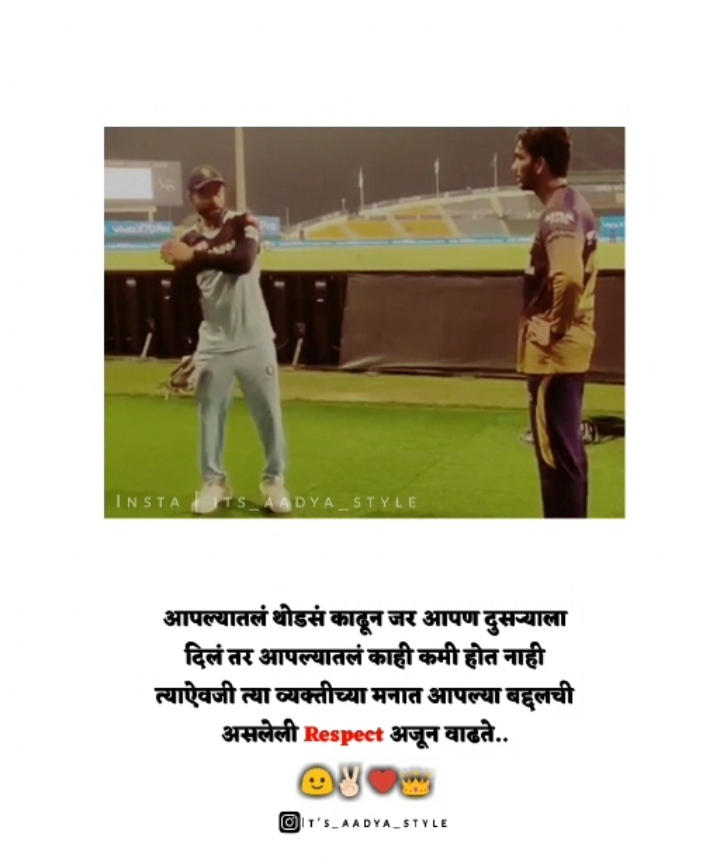 INSTA | ITS_AADYA_STYLE
आपल्यातलं थोडसं काढून जर आपण दुसऱ्याला
दिलं तर आपल्यातलं काही कमी होत नाही
त्याऐवजी त्या व्यक्तीच्या मनात आपल्या बद्दलची
असलेली Respect अजून वाढते..
🙂✌🏻❤️👑
IT'S_AADYA_STYLE